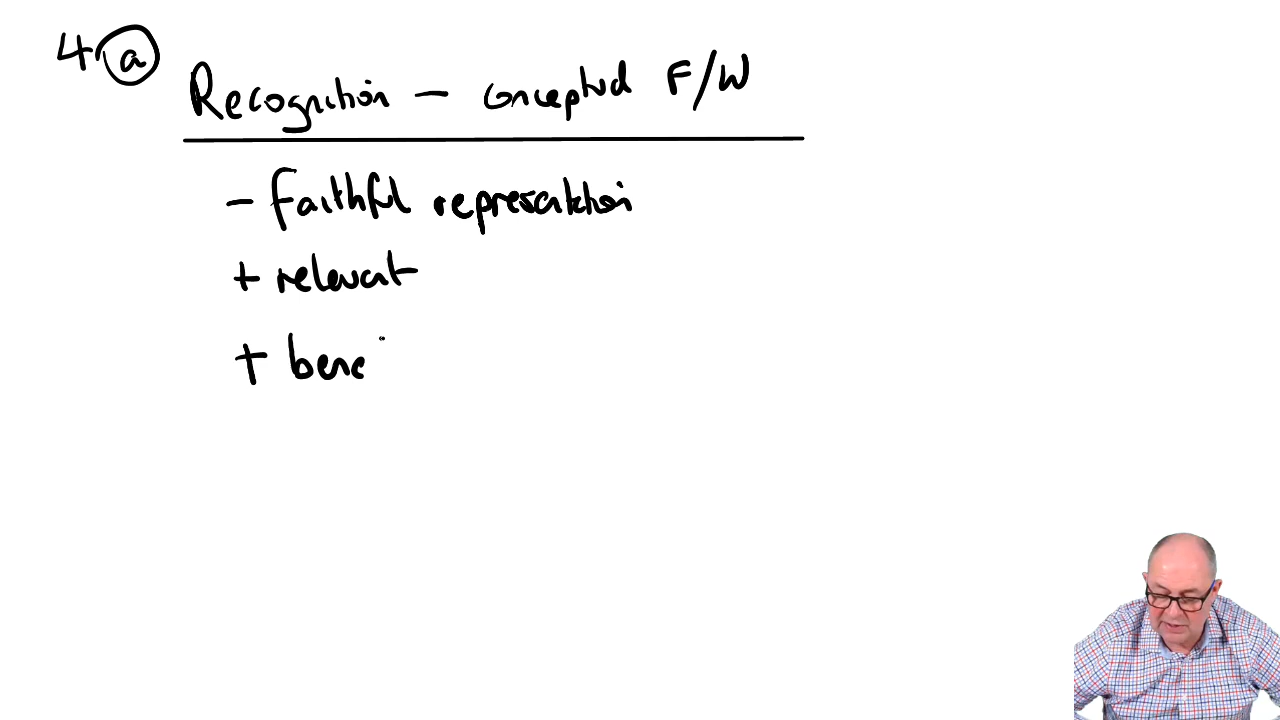 4 a
Recognition - conceptual F/W
- Faithful representation
+ relevant
+ bene